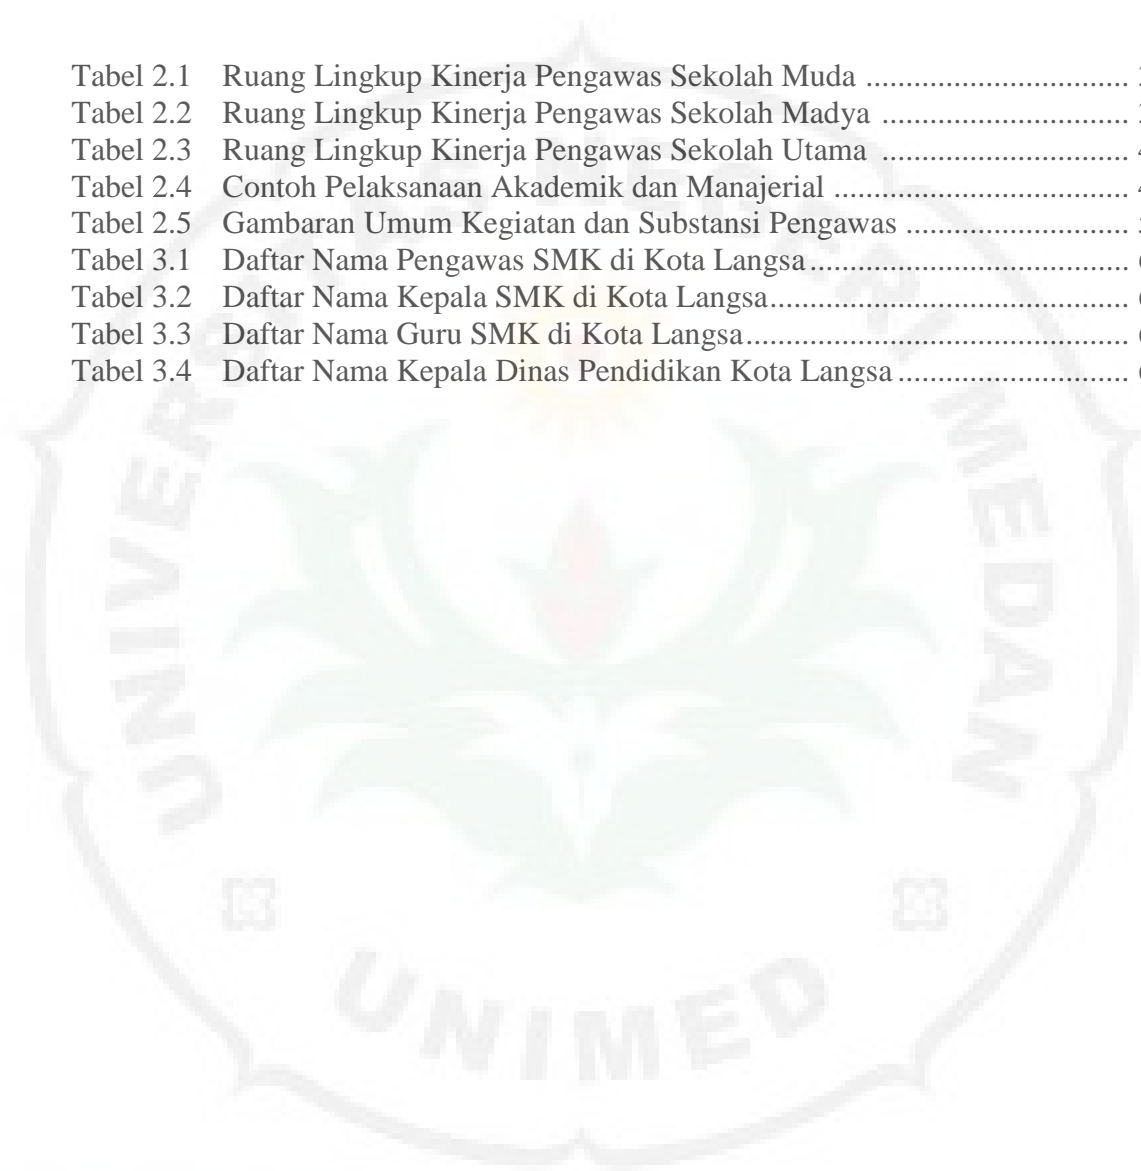 Tabel 2.1 Ruang Lingkup Kinerja Pengawas Sekolah Muda .................................
Tabel 2.2 Ruang Lingkup Kinerja Pengawas Sekolah Madya ...............................
Tabel 2.3 Ruang Lingkup Kinerja Pengawas Sekolah Utama ...............................
Tabel 2.4 Contoh Pelaksanaan Akademik dan Manajerial .....................................
Tabel 2.5 Gambaran Umum Kegiatan dan Substansi Pengawas ............................
Tabel 3.1 Daftar Nama Pengawas SMK di Kota Langsa........................................
Tabel 3.2 Daftar Nama Kepala SMK di Kota Langsa.............................................
Tabel 3.3 Daftar Nama Guru SMK di Kota Langsa................................................
Tabel 3.4 Daftar Nama Kepala Dinas Pendidikan Kota Langsa .............................
UNIVERSITAS NEGERI MEDAN
UNIMED